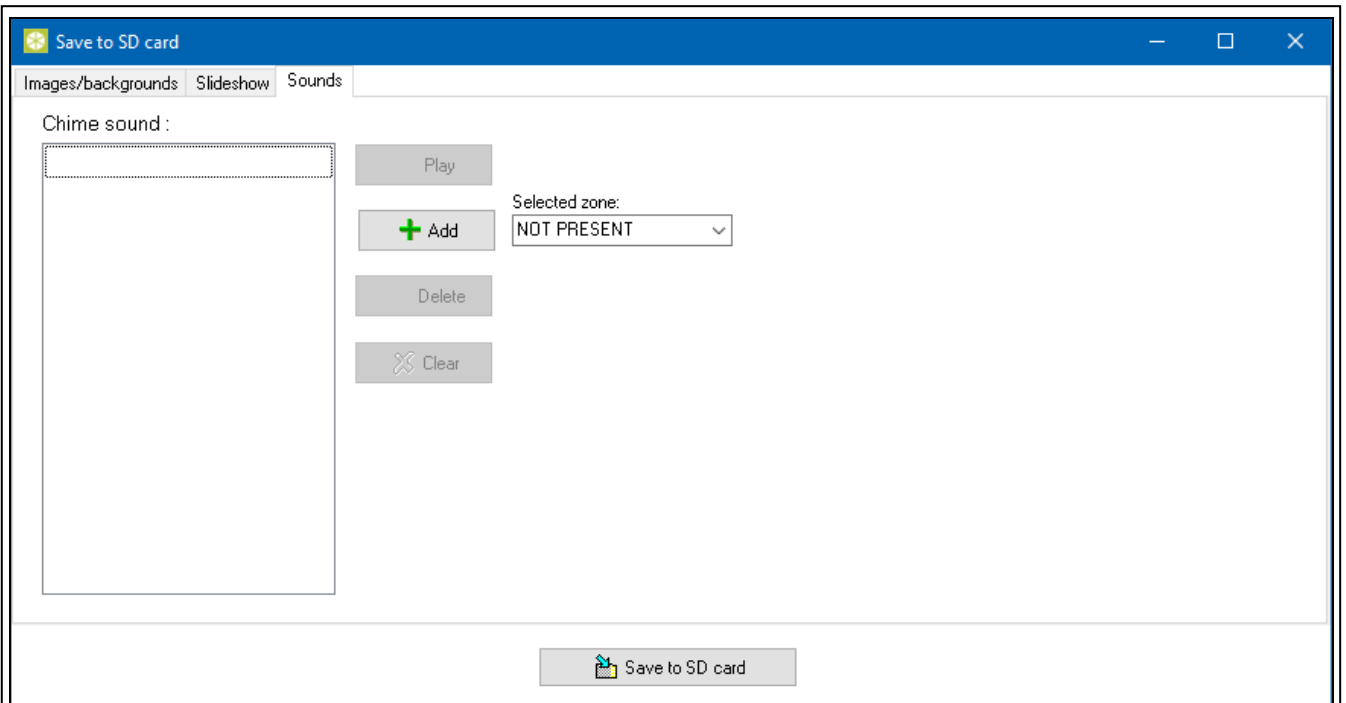 Save to SD card
Images/backgrounds Slideshow Sounds
Chime sound :
Play
Selected zone:
Add NOT PRESENT
Delete
Clear
Save to SD card